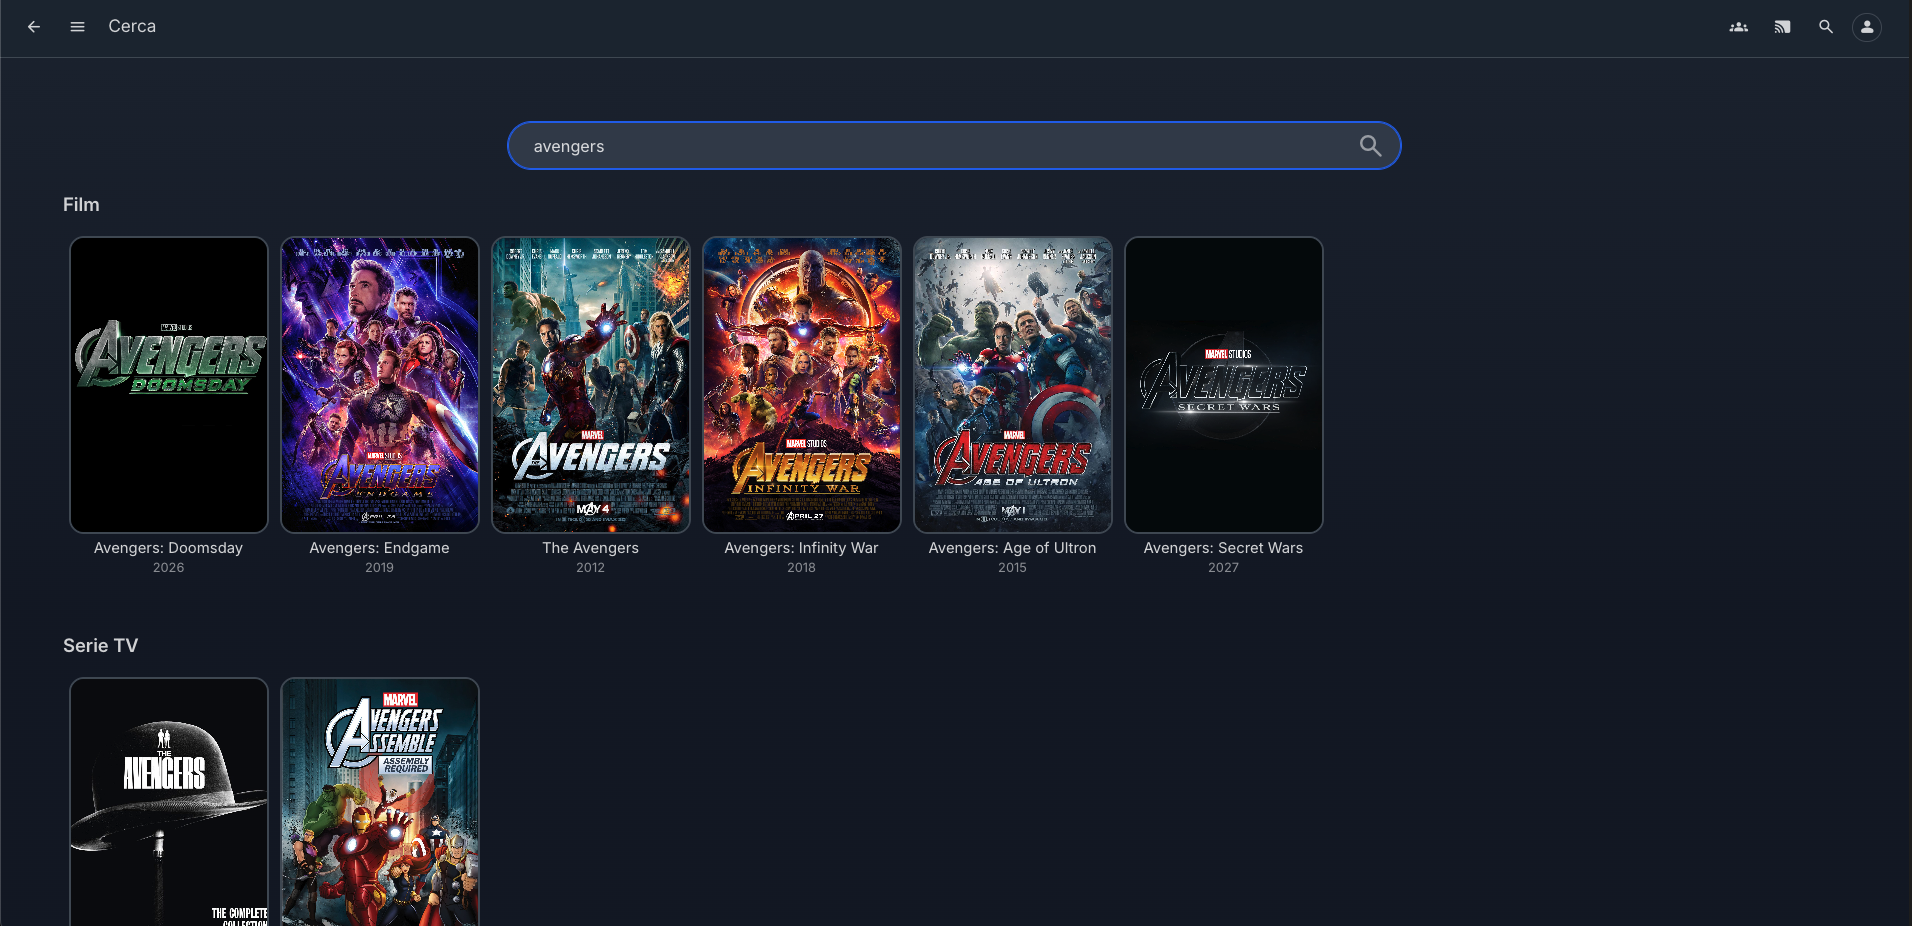 Cerca
avengers
Film
MARVEL STUDIOS
AVENGERS
DOOMSDAY
MARVEL STUDIOS
AVENGERS
ENDGAME
APRIL 26
MARVEL
AVENGERS
MAY 4
MARVEL STUDIOS
AVENGERS
INFINITY WAR
APRIL 27
MARVEL
AVENGERS
AGE OF ULTRON
MAY 1
MARVEL STUDIOS
AVENGERS
SECRET WARS
Avengers: Doomsday
2026
Avengers: Endgame
2019
The Avengers
2012
Avengers: Infinity War
2018
Avengers: Age of Ultron
2015
Avengers: Secret Wars
2027
Serie TV
THE
AVENGERS
THE COMPLETE
COLLECTION
MARVEL
AVENGERS
ASSEMBLE
ASSEMBLY
REQUIRED